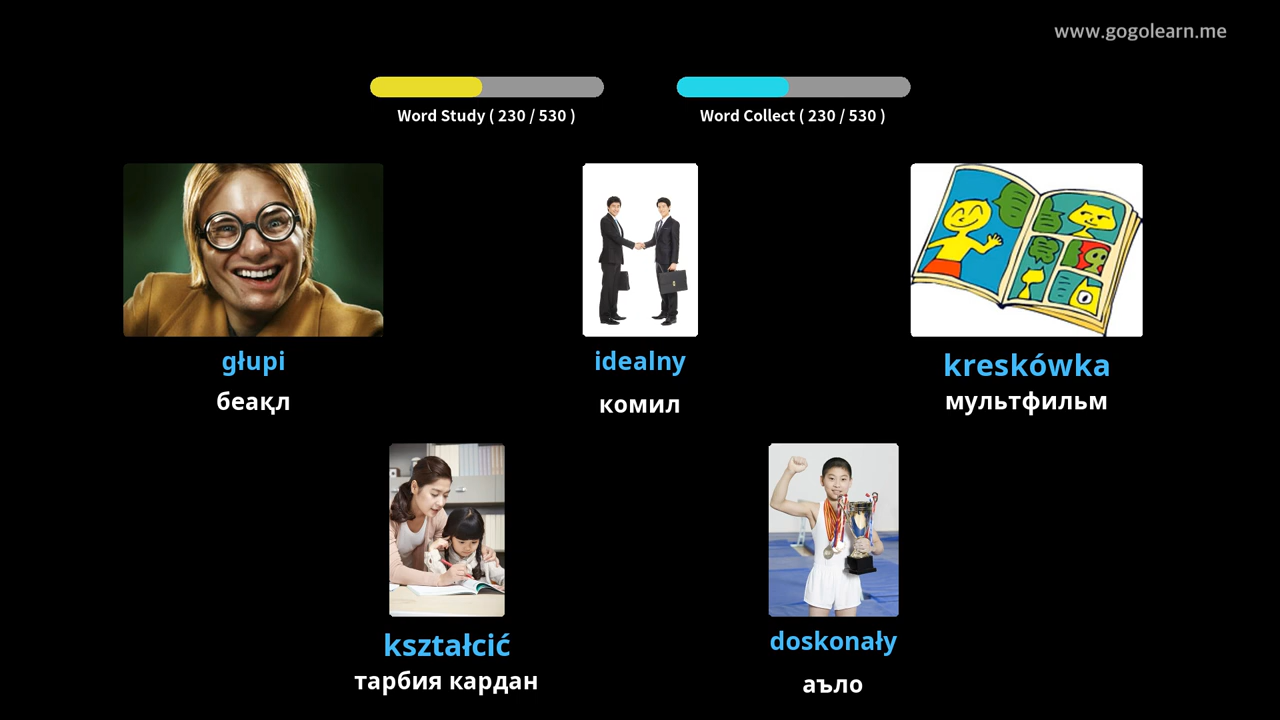 www.gogolearn.me
Word Study ( 230 / 530 )
Word Collect ( 230 / 530 )
głupi
беақл
idealny
комил
kreskówka
мультфильм
kształcić
тарбия кардан
doskonały
аъло